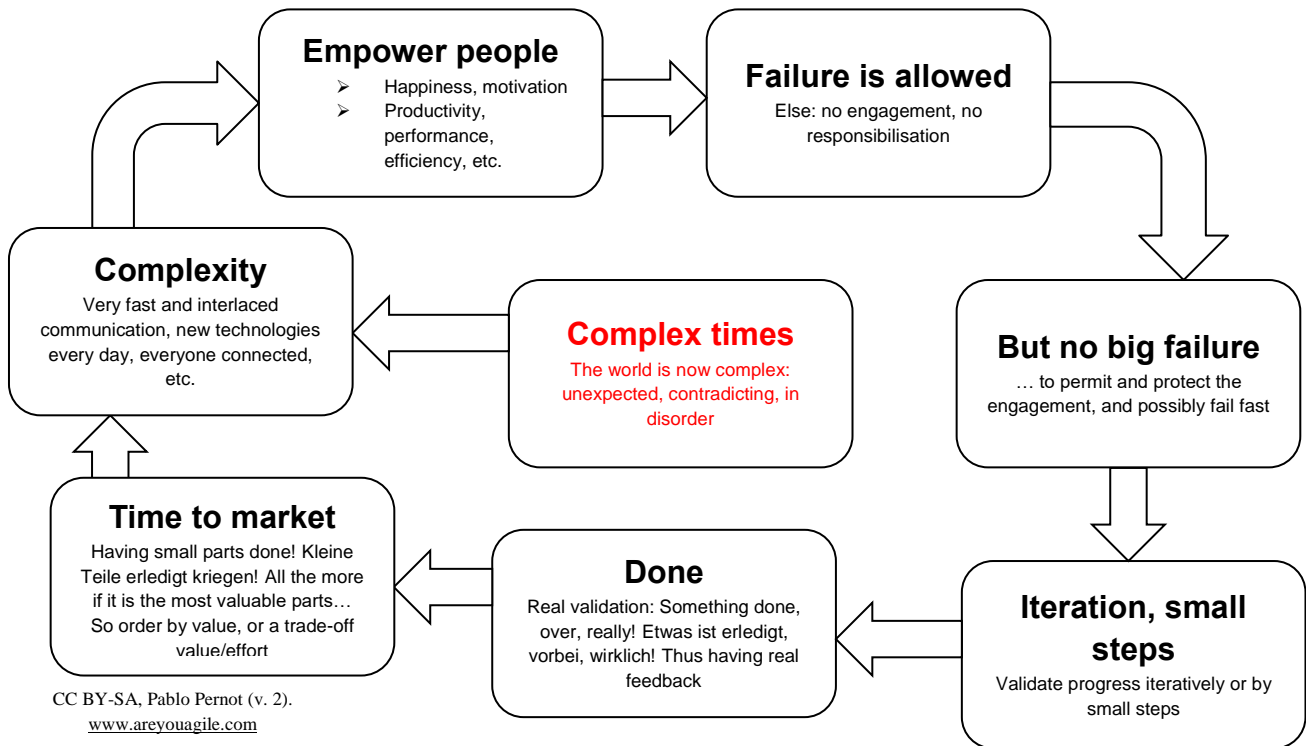 Empower people
➢ Happiness, motivation
➢ Productivity,
performance,
efficiency, etc.
Failure is allowed
Else: no engagement, no
responsibilisation
Complexity
Very fast and interlaced
communication, new technologies
every day, everyone connected,
etc.
Complex times
The world is now complex:
unexpected, contradicting, in
disorder
But no big failure
… to permit and protect the
engagement, and possibly fail fast
Time to market
Having small parts done! Kleine
Teile erledigt kriegen! All the more
if it is the most valuable parts…
So order by value, or a trade-off
value/effort
Done
Real validation: Something done,
over, really! Etwas ist erledigt,
vorbei, wirklich! Thus having real
feedback
Iteration, small
steps
Validate progress iteratively or by
small steps
CC BY-SA, Pablo Pernot (v. 2).
www.areyouagile.com